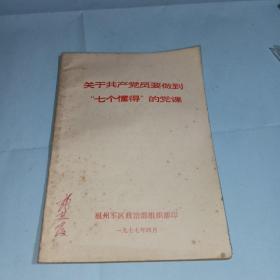 关于共产党员要做到
“七个懂得”的党课
福州军区政治部组织部印
一九七七年四月